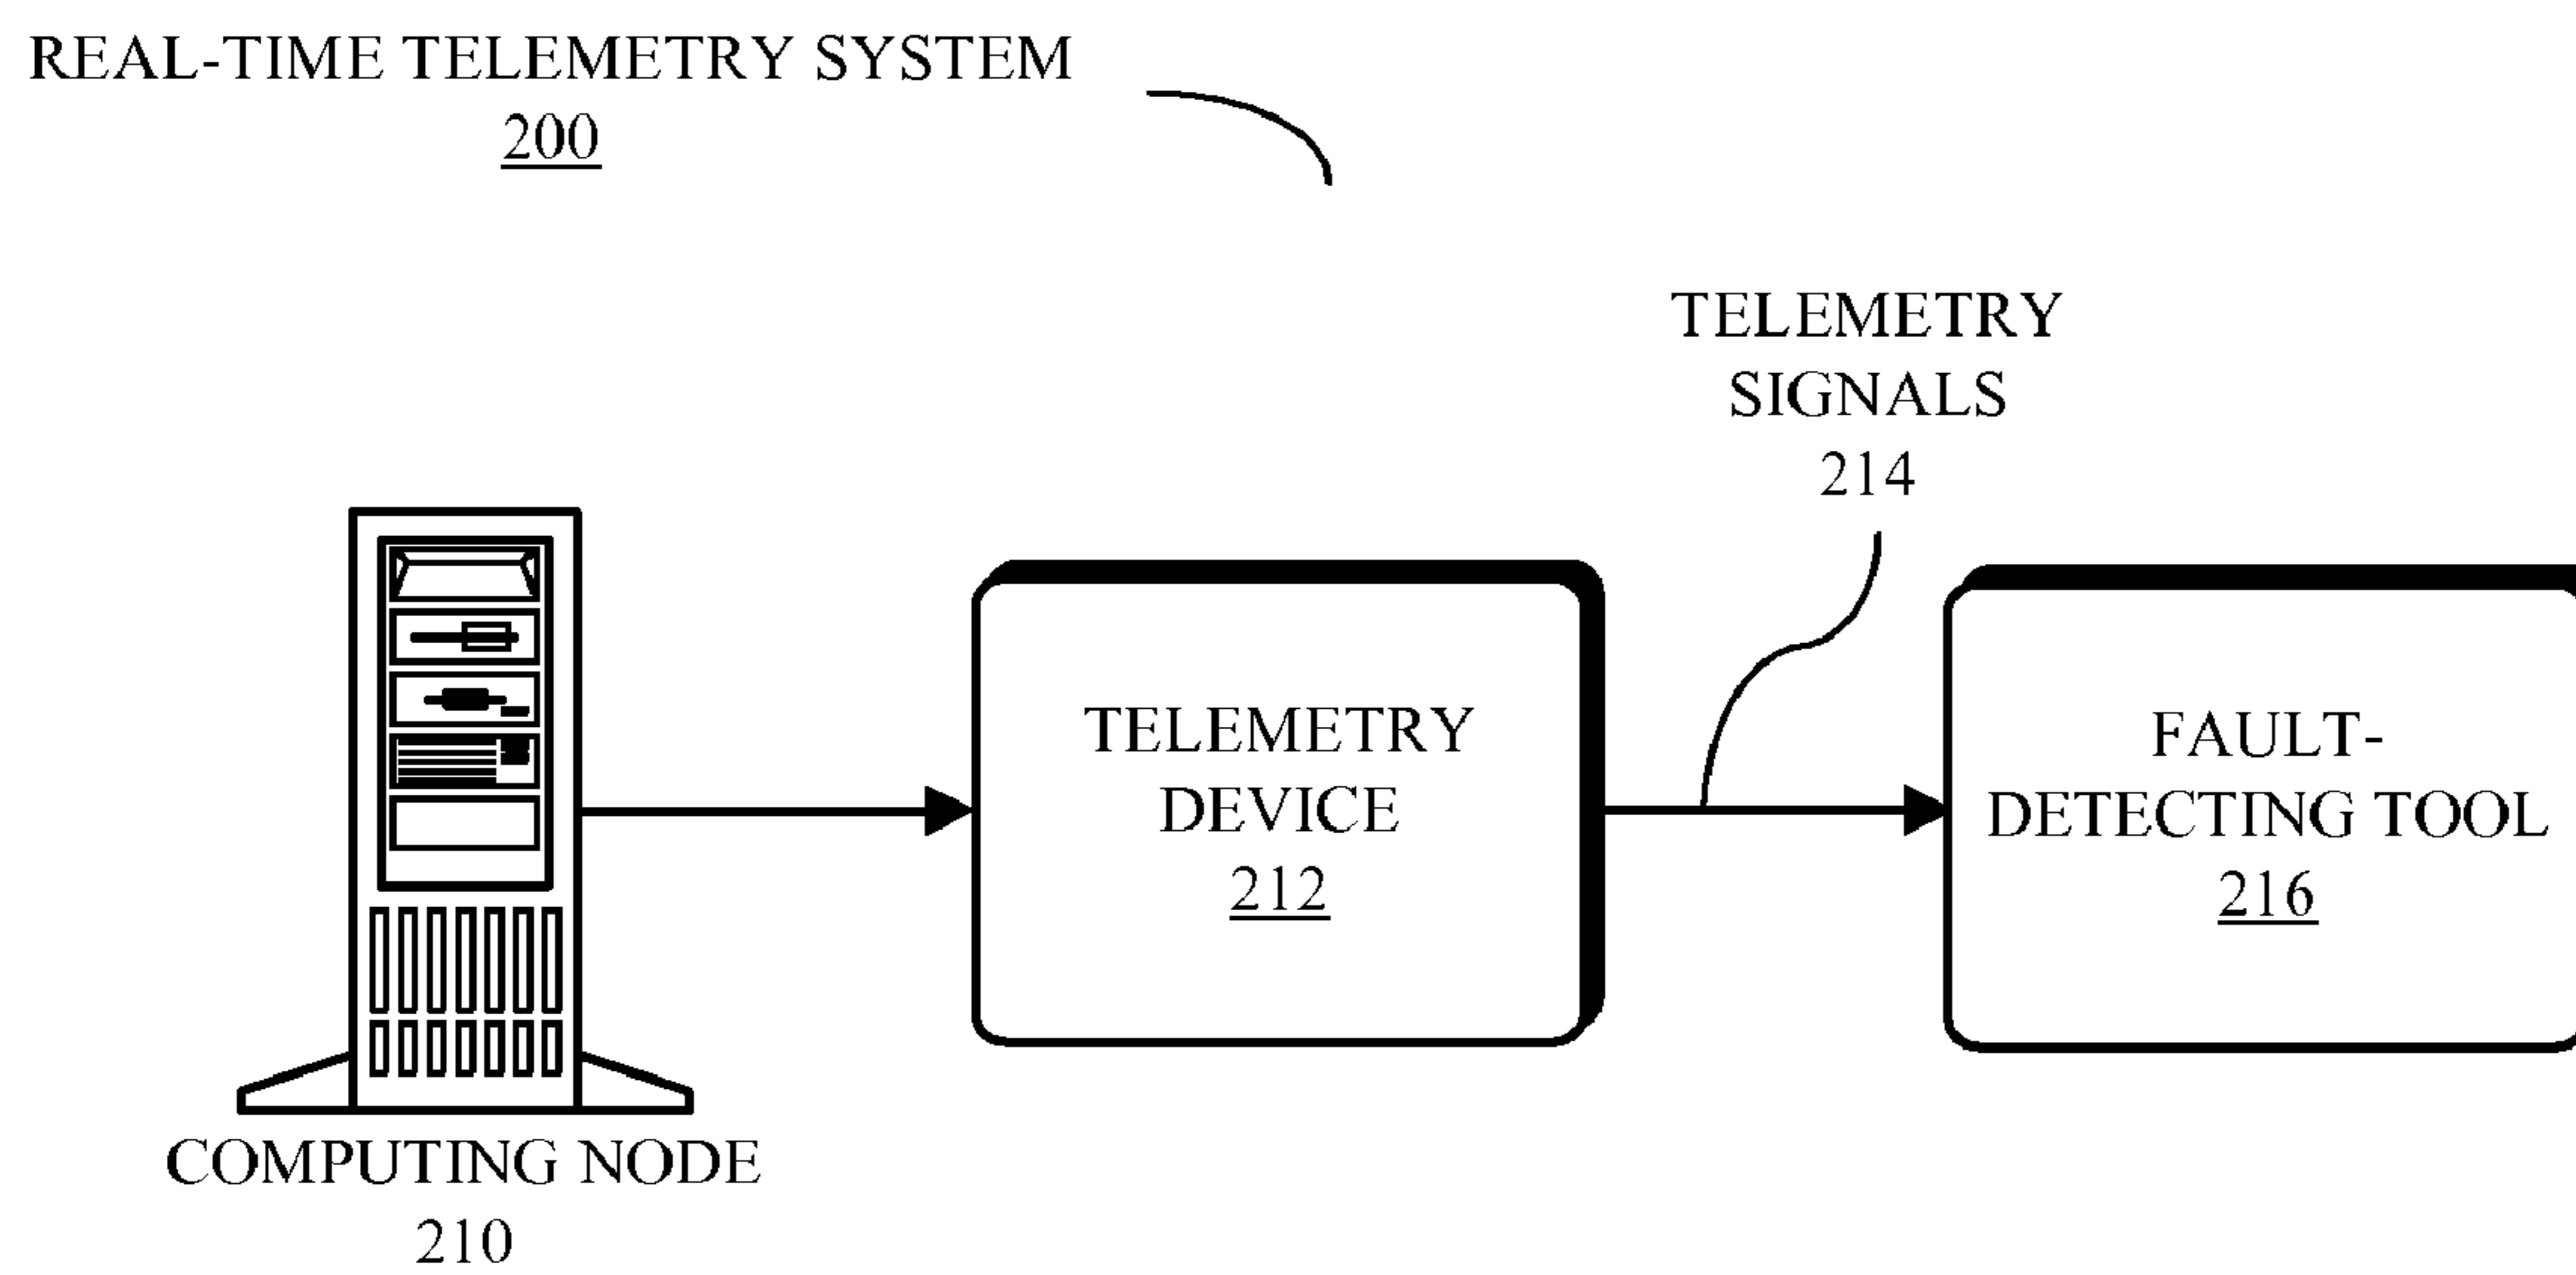 REAL-TIME TELEMETRY SYSTEM
200
TELEMETRY
SIGNALS
214
TELEMETRY
DEVICE
212
FAULT-
DETECTING TOOL
216
COMPUTING NODE
210